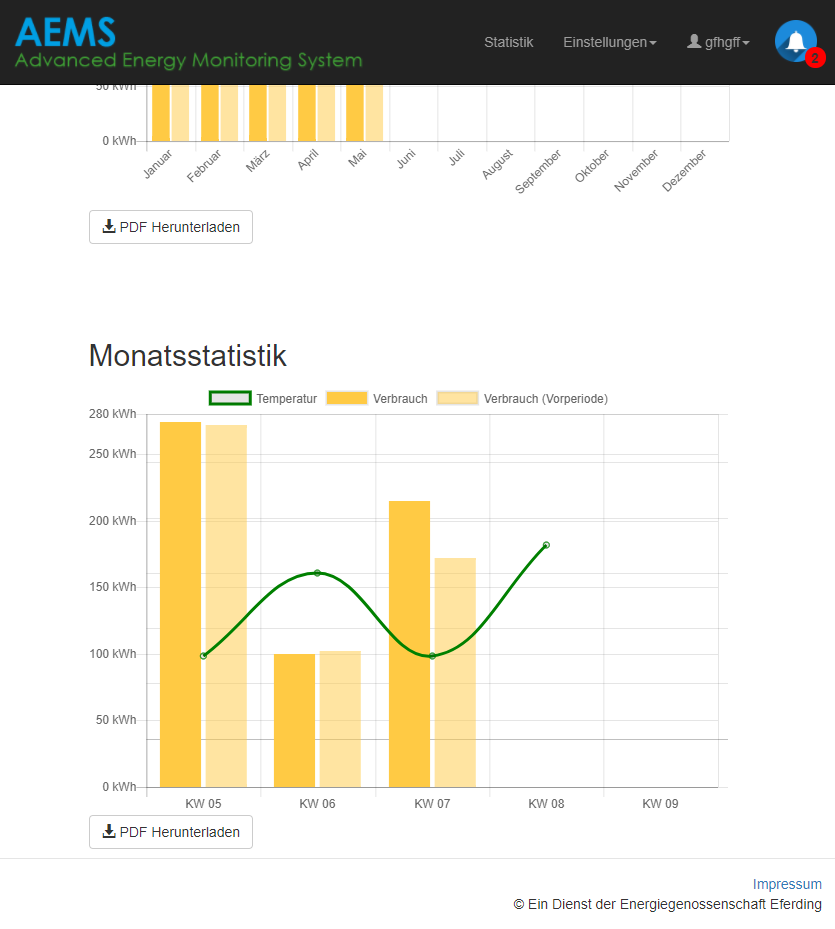 AEMS
Advanced Energy Monitoring System
Statistik Einstellungen gfhgff 2
50 kWh
0 kWh
Januar Februar März April Mai Juni Juli August September Oktober November Dezember
PDF Herunterladen
Monatsstatistik
Temperatur Verbrauch Verbrauch (Vorperiode)
280 kWh
250 kWh
200 kWh
150 kWh
100 kWh
50 kWh
0 kWh
KW 05 KW 06 KW 07 KW 08 KW 09
PDF Herunterladen
Impressum
© Ein Dienst der Energiegenossenschaft Eferding